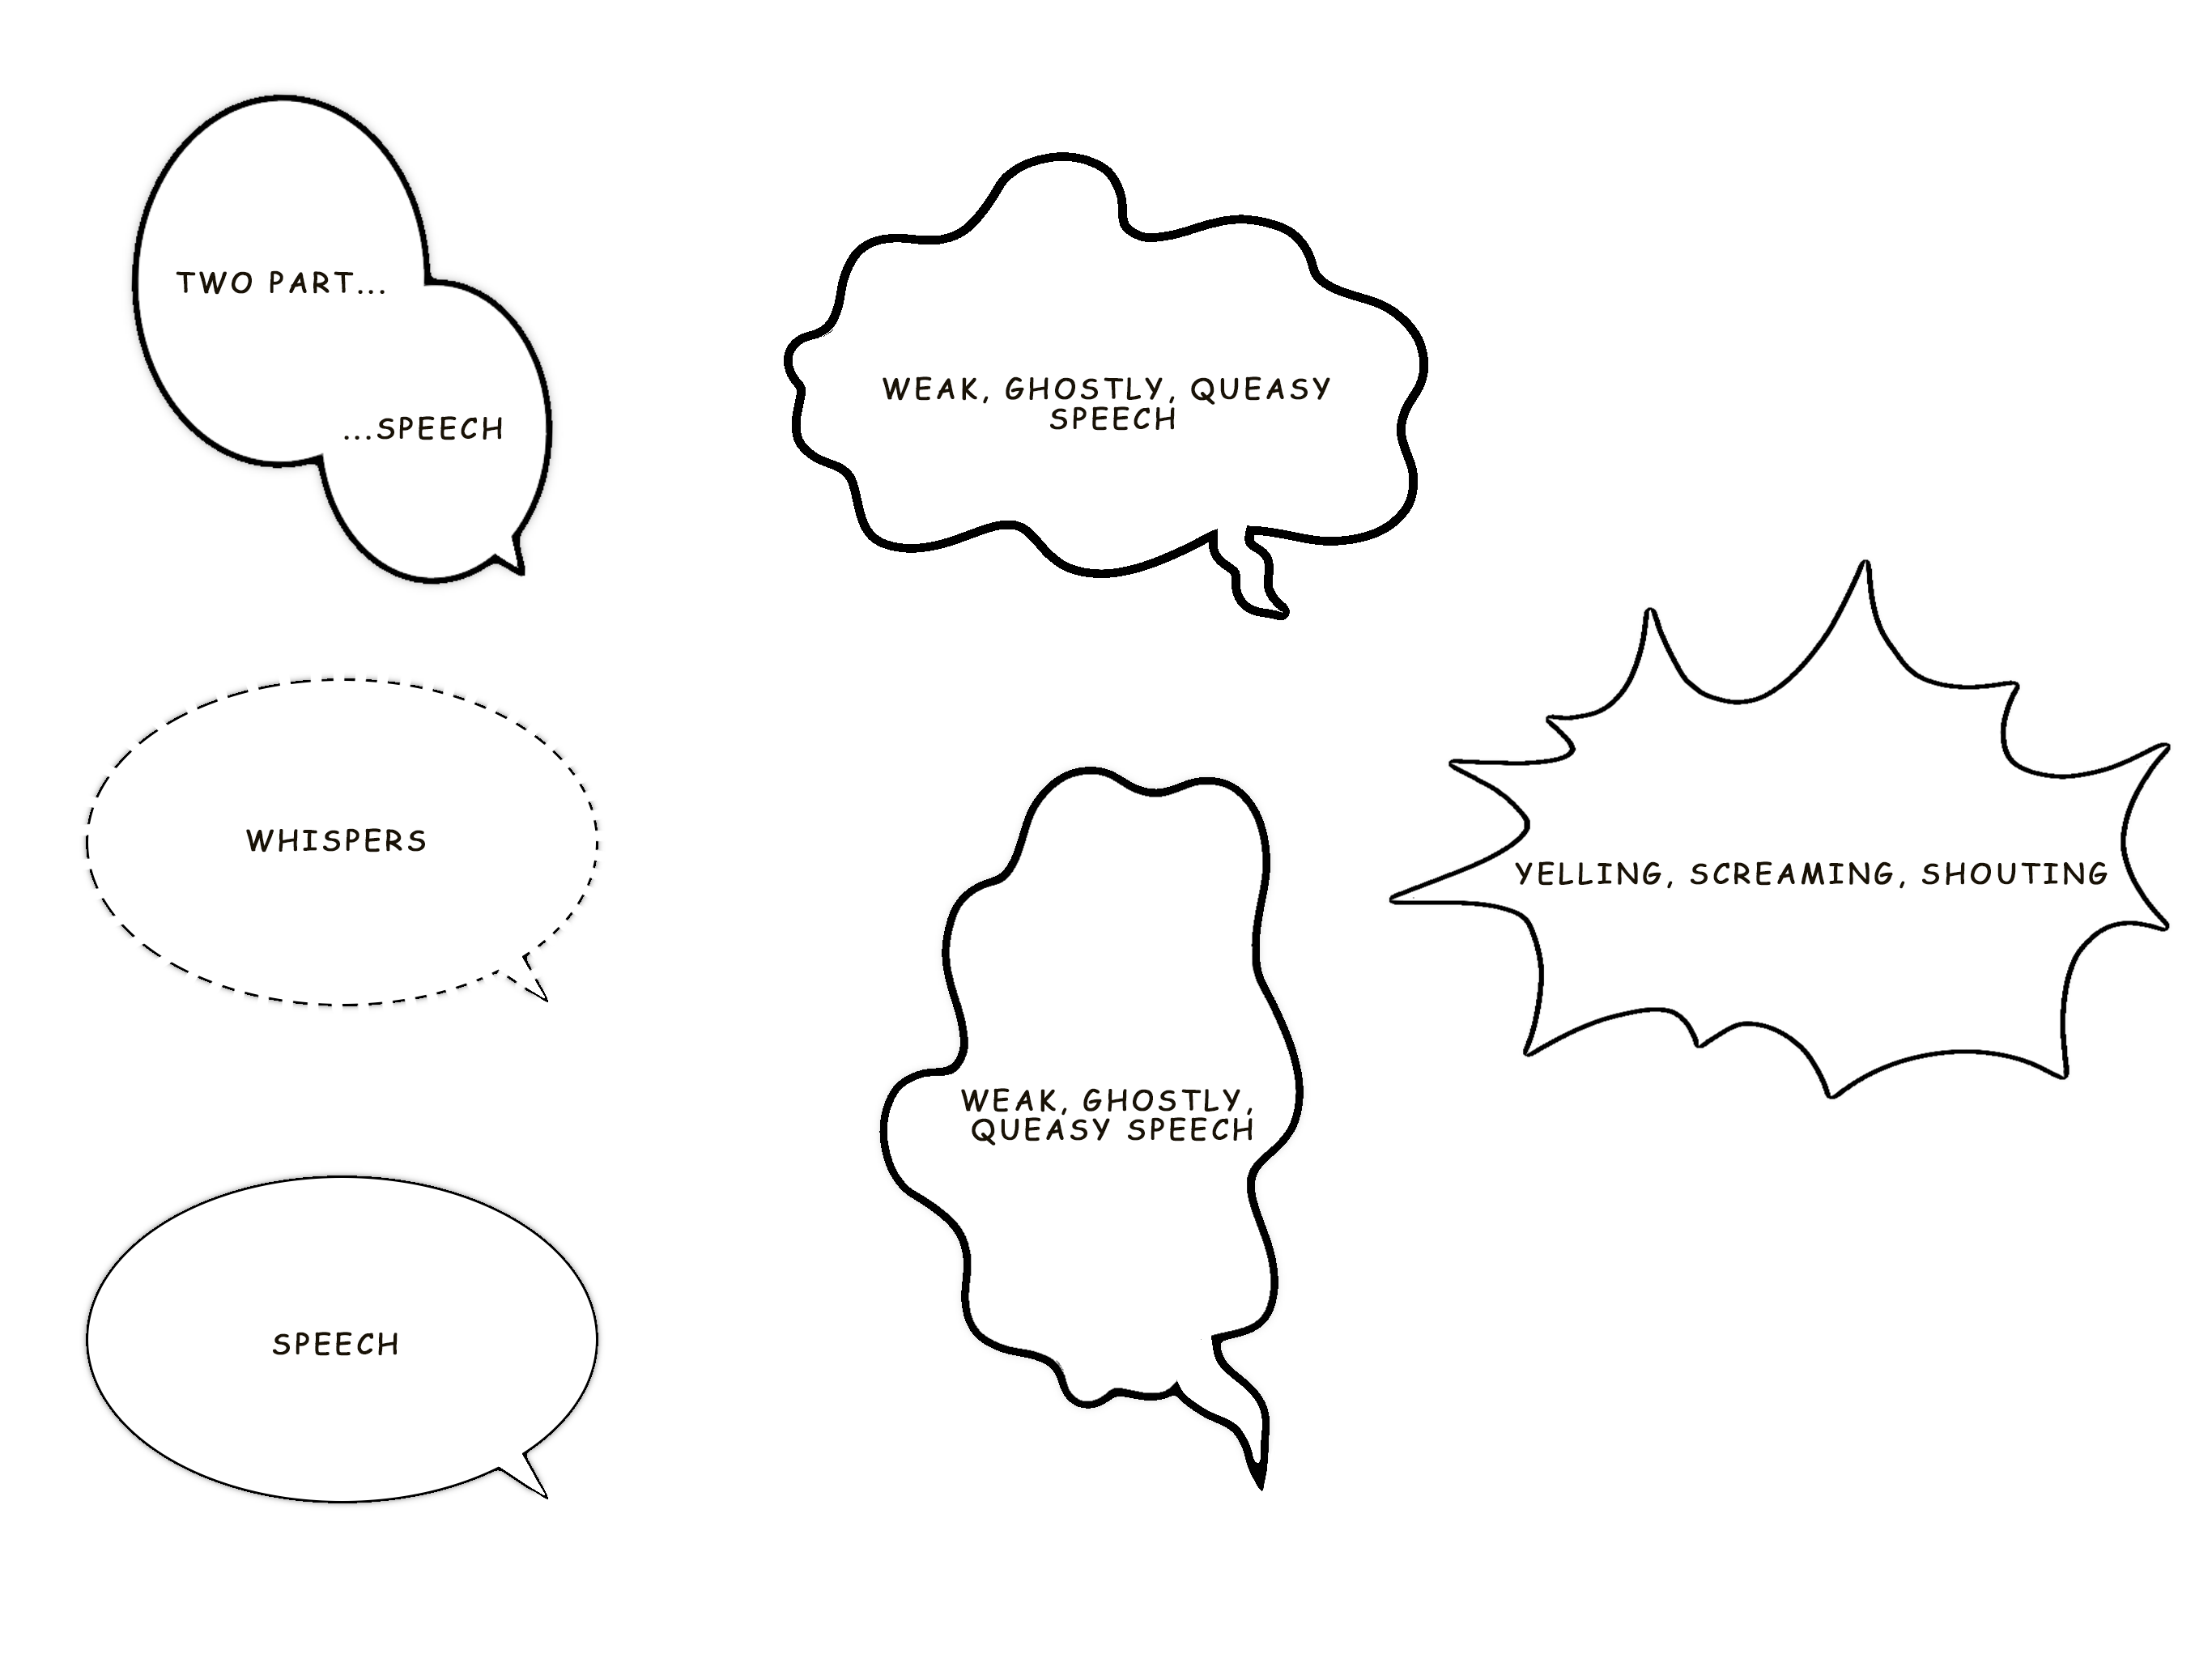 TWO PART...
...SPEECH
WHISPERS
SPEECH
WEAK, GHOSTLY, QUEASY
SPEECH
WEAK, GHOSTLY,
QUEASY SPEECH
YELLING, SCREAMING, SHOUTING